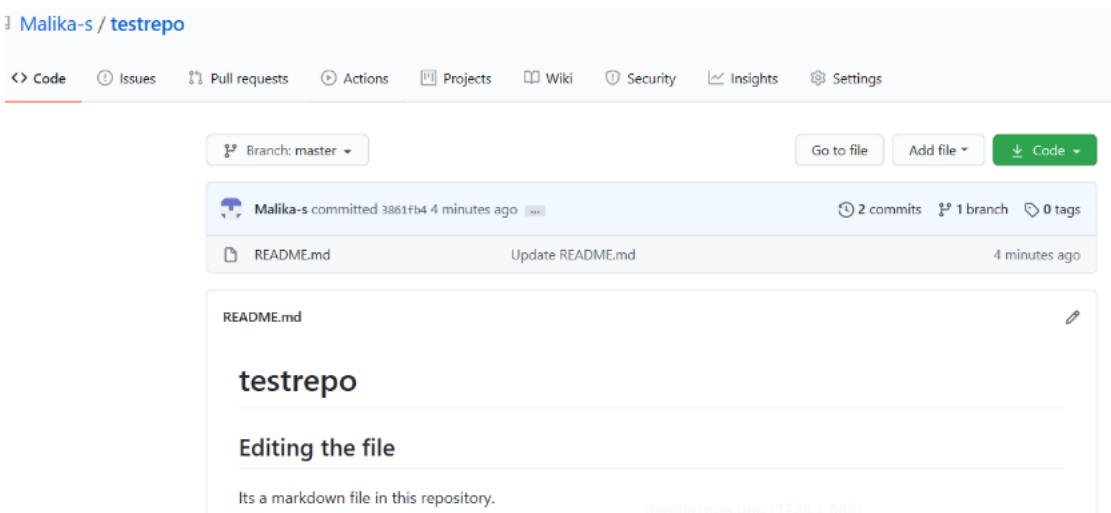 Malika-s / testrepo
<> Code Issues Pull requests Actions Projects Wiki Security Insights Settings
Branch: master Go to file Add file Code
Malika-s committed 3861fb4 4 minutes ago ... 2 commits 1 branch 0 tags
README.md Update README.md 4 minutes ago
README.md
testrepo
Editing the file
Its a markdown file in this repository.